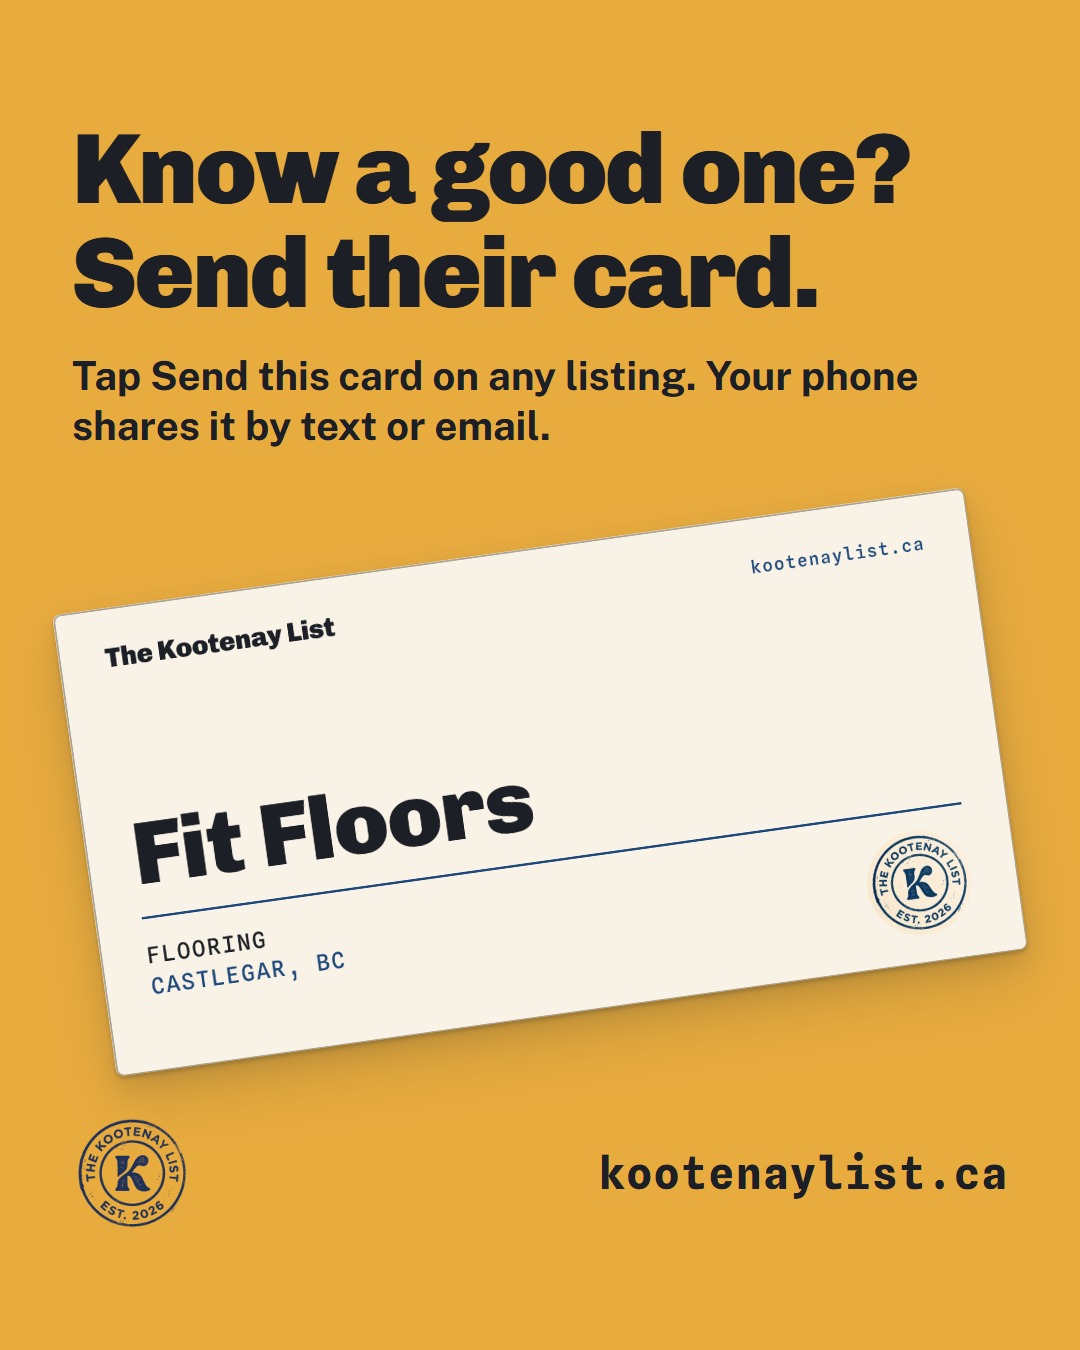 Know a good one?
Send their card.
Tap Send this card on any listing. Your phone
shares it by text or email.
kootenaylist.ca
The Kootenay List
Fit Floors
FLOORING
CASTLEGAR, BC
THE KOOTENAY LIST
K
EST. 2026
THE KOOTENAY LIST
K
EST. 2026
kootenaylist.ca